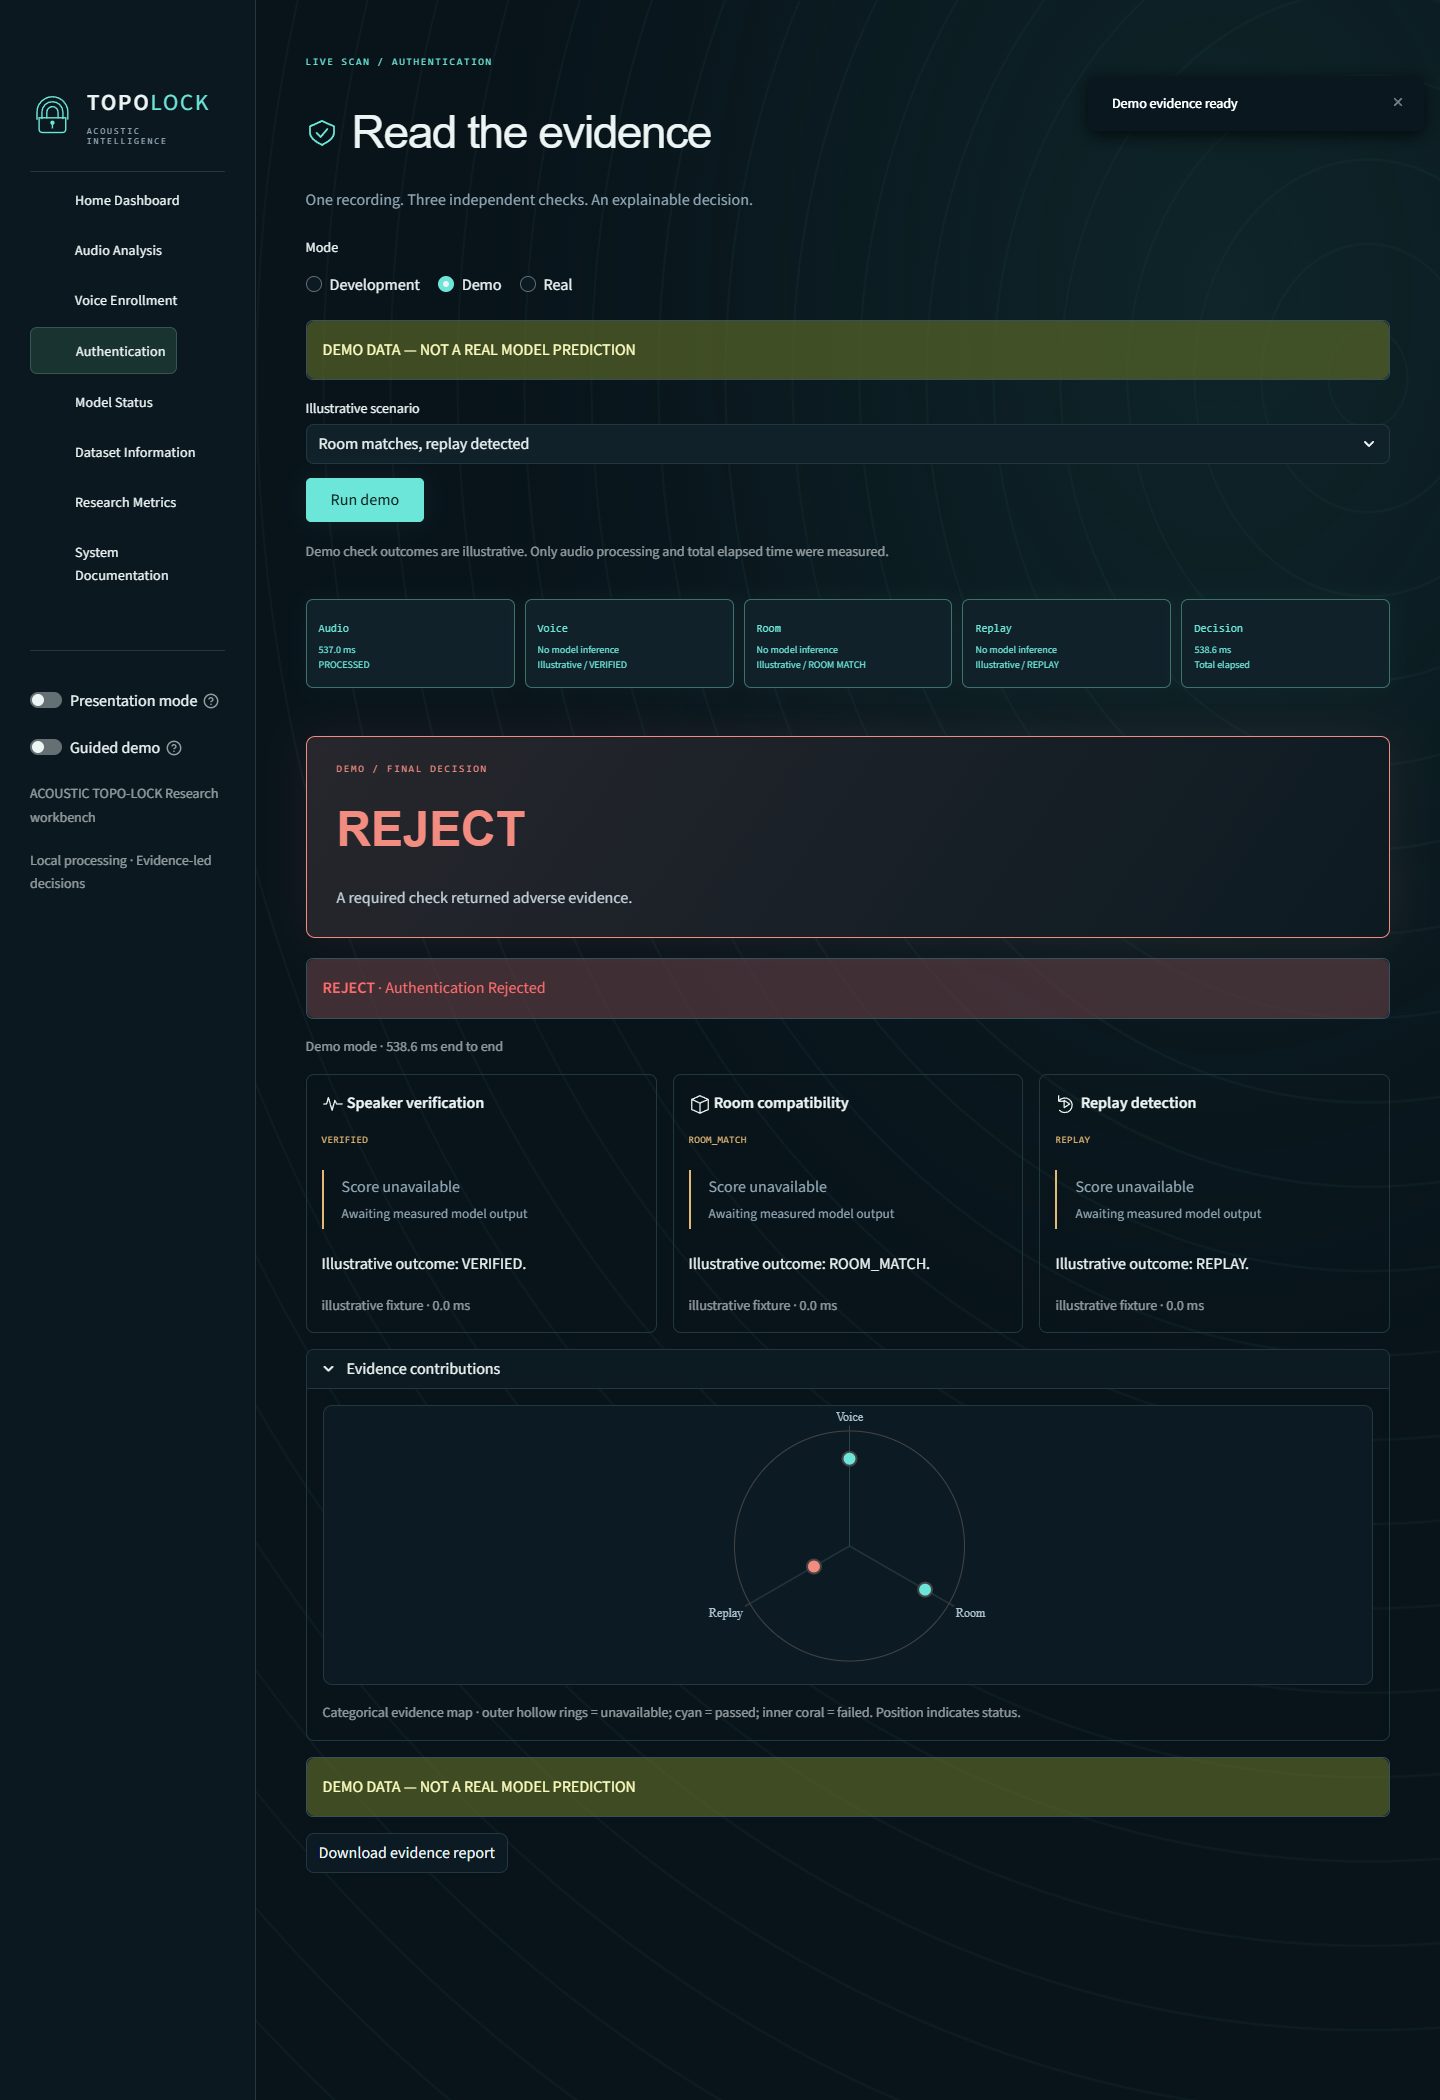 TOPOLOCK
ACOUSTIC
INTELLIGENCE
Home Dashboard
Audio Analysis
Voice Enrollment
Authentication
Model Status
Dataset Information
Research Metrics
System
Documentation
Presentation mode
Guided demo
ACOUSTIC TOPO-LOCK Research
workbench
Local processing · Evidence-led
decisions
LIVE SCAN / AUTHENTICATION
Demo evidence ready
Read the evidence
One recording. Three independent checks. An explainable decision.
Mode
Development Demo Real
DEMO DATA — NOT A REAL MODEL PREDICTION
Illustrative scenario
Room matches, replay detected
Run demo
Demo check outcomes are illustrative. Only audio processing and total elapsed time were measured.
Audio
537.0 ms
PROCESSED
Voice
No model inference
Illustrative / VERIFIED
Room
No model inference
Illustrative / ROOM MATCH
Replay
No model inference
Illustrative / REPLAY
Decision
538.6 ms
Total elapsed
DEMO / FINAL DECISION
REJECT
A required check returned adverse evidence.
REJECT · Authentication Rejected
Demo mode · 538.6 ms end to end
Speaker verification
VERIFIED
Score unavailable
Awaiting measured model output
Illustrative outcome: VERIFIED.
illustrative fixture · 0.0 ms
Room compatibility
ROOM_MATCH
Score unavailable
Awaiting measured model output
Illustrative outcome: ROOM_MATCH.
illustrative fixture · 0.0 ms
Replay detection
REPLAY
Score unavailable
Awaiting measured model output
Illustrative outcome: REPLAY.
illustrative fixture · 0.0 ms
Evidence contributions
Voice
Replay
Room
Categorical evidence map · outer hollow rings = unavailable; cyan = passed; inner coral = failed. Position indicates status.
DEMO DATA — NOT A REAL MODEL PREDICTION
Download evidence report